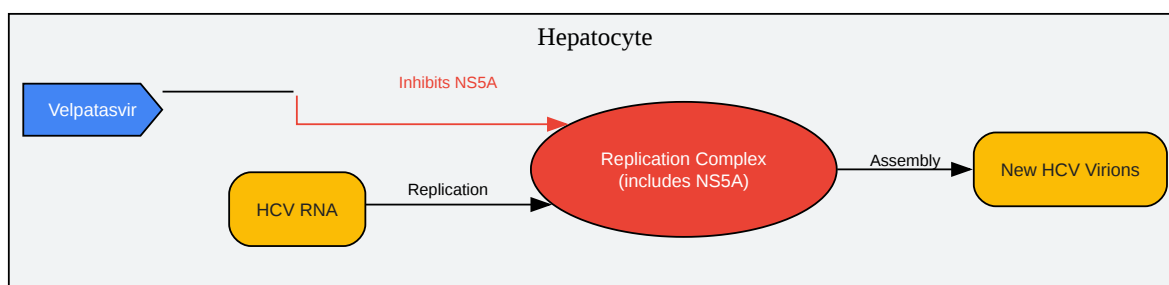 Hepatocyte
Velpatasvir
Inhibits NS5A
HCV RNA
Replication
Replication Complex
(includes NS5A)
Assembly
New HCV Virions